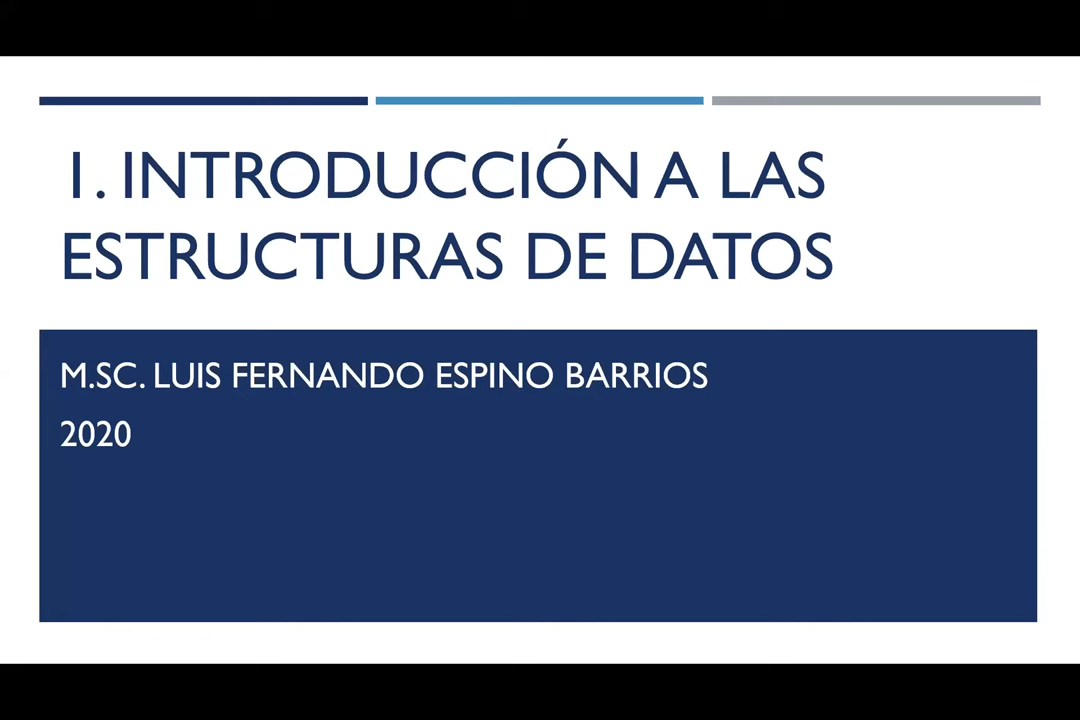 1. INTRODUCCIÓN A LAS
ESTRUCTURAS DE DATOS
M.SC. LUIS FERNANDO ESPINO BARRIOS
2020